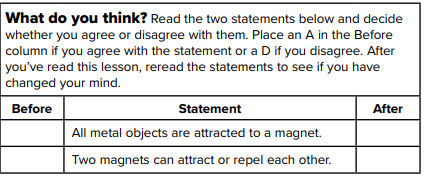 What do you think? Read the two statements below and decide
whether you agree or disagree with them. Place an A in the Before
column if you agree with the statement or a D if you disagree. After
you've read this lesson, reread the statements to see if you have
changed your mind.
Before Statement After
All metal objects are attracted to a magnet.
Two magnets can attract or repel each other.